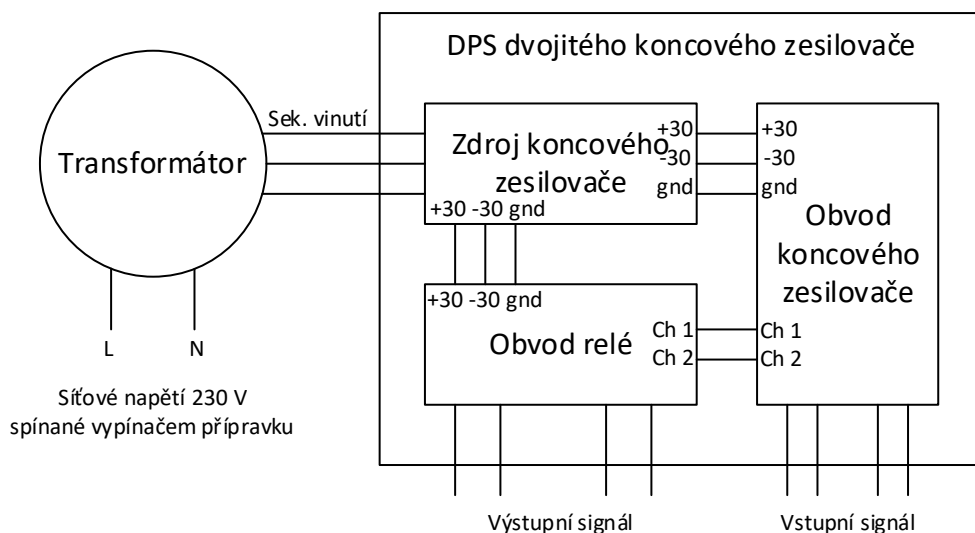 DPS dvojitého koncového zesilovače
Sek. vinutí
Transformátor
Zdroj koncového
zesilovače
+30
-30
gnd
+30 -30 gnd
+30
-30
gnd
Obvod
koncového
zesilovače
+30 -30 gnd
Obvod relé
Ch 1
Ch 2
Ch 1
Ch 2
L
N
Síťové napětí 230 V
spínané vypínačem přípravku
Výstupní signál
Vstupní signál